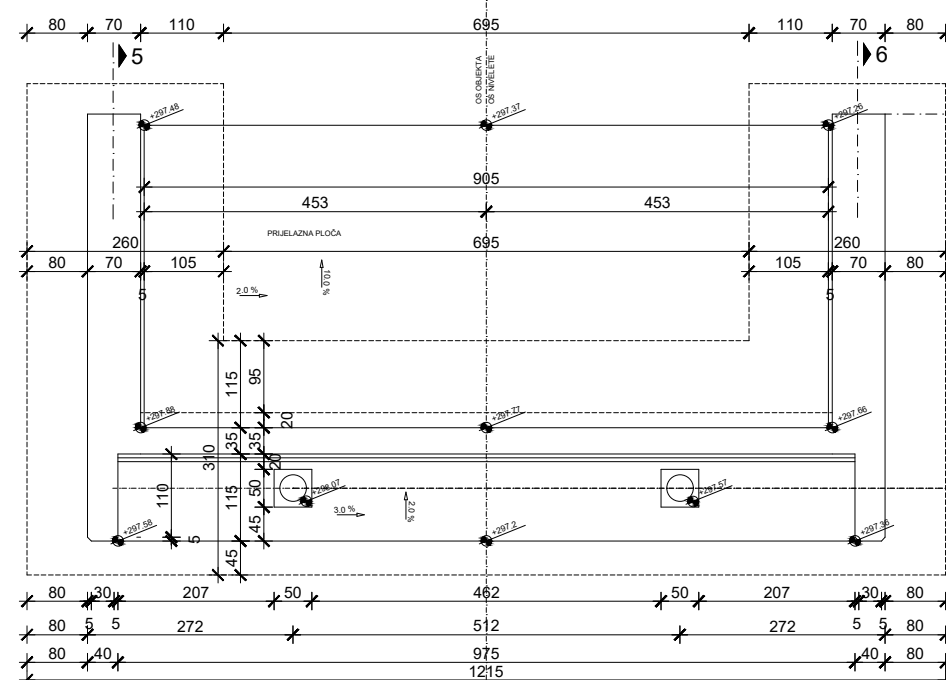 80 70 110 695 110 70 80
5 6
OS OBJEKTA
OS NIVELETE
+297.48 +297.37 +297.26
905
453 453
PRIJELAZNA PLOČA
260 695 260
80 70 105 105 70 80
5 5
2.0 %
10.0 %
115 95
+297.88 +297.77 +297.66
20
310 35 35
20
110 115 50
+298.07 +297.57
3.0 %
2.0 %
45
+297.58 +297.2 +297.36
5
45
80 30 207 50 462 50 207 30 80
80 5 5 272 512 272 5 5 80
80 40 975 40 80
1215